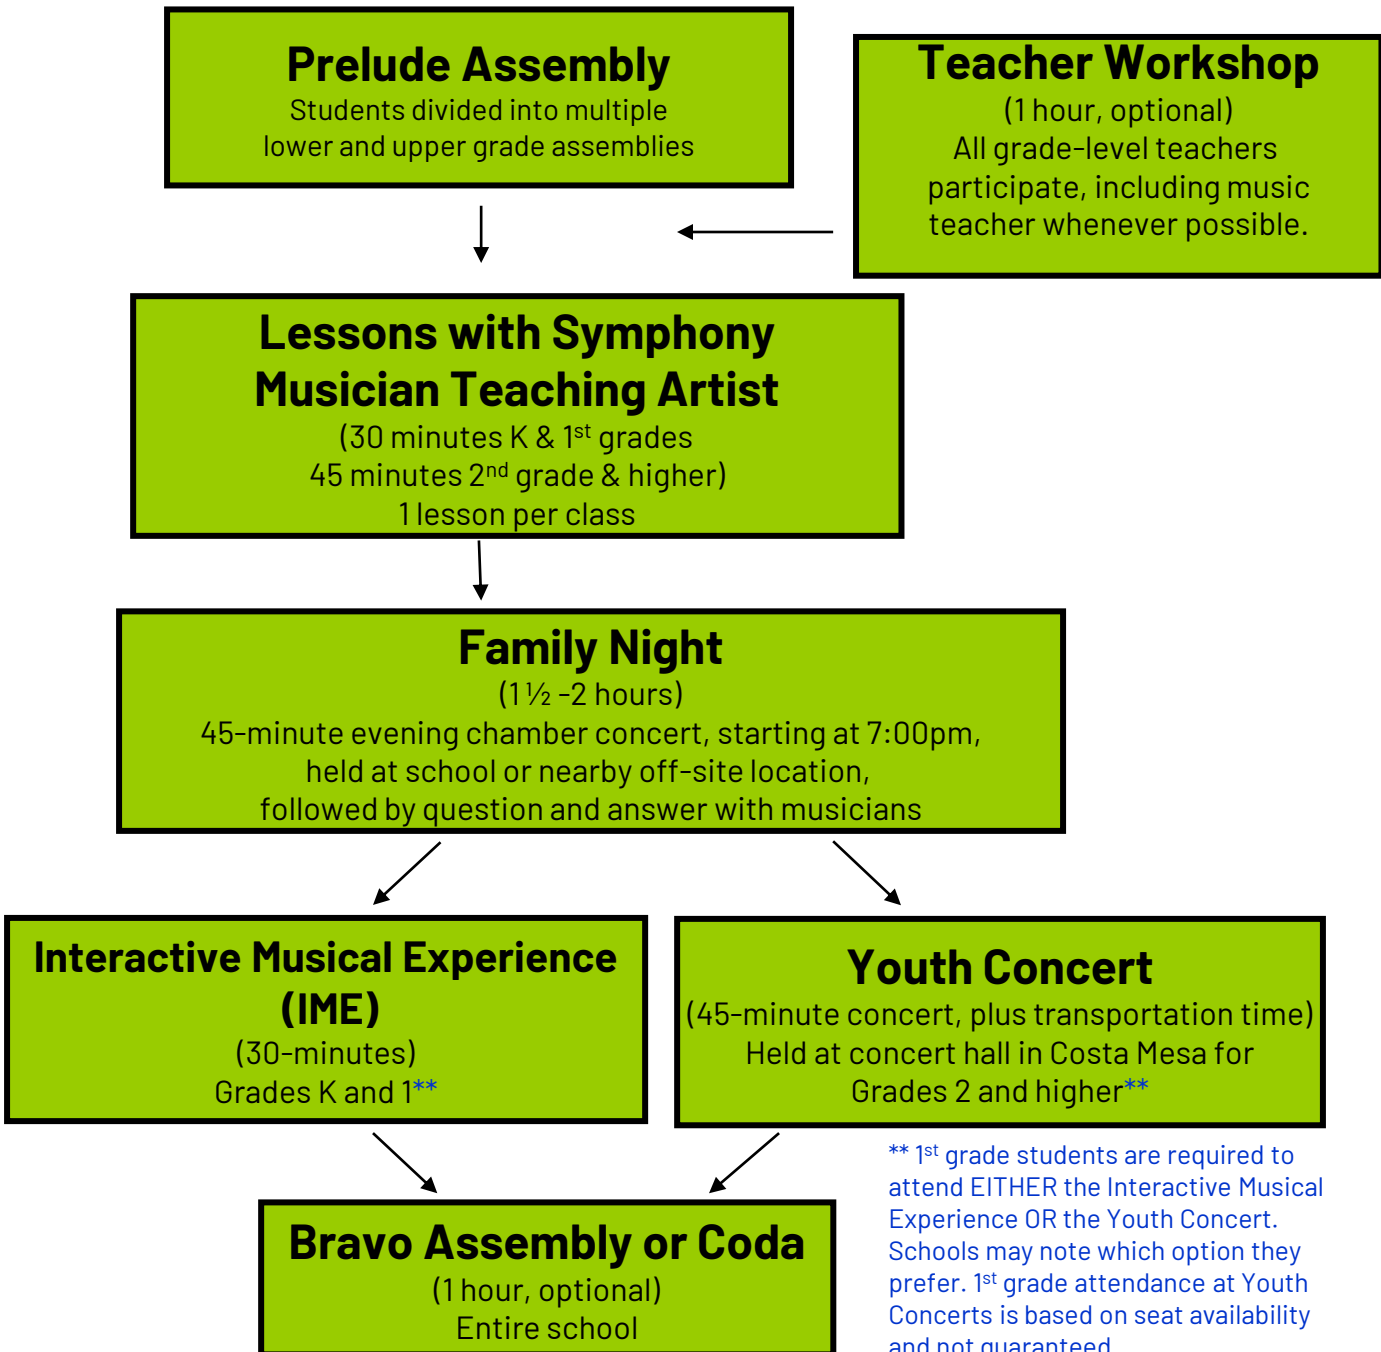 Prelude Assembly
Students divided into multiple
lower and upper grade assemblies
Teacher Workshop
(1 hour, optional)
All grade-level teachers
participate, including music
teacher whenever possible.
Lessons with Symphony
Musician Teaching Artist
(30 minutes K & 1st grades
45 minutes 2nd grade & higher)
1 lesson per class
Family Night
(1 ½ -2 hours)
45-minute evening chamber concert, starting at 7:00pm,
held at school or nearby off-site location,
followed by question and answer with musicians
Interactive Musical Experience
(IME)
(30-minutes)
Grades K and 1**
Youth Concert
(45-minute concert, plus transportation time)
Held at concert hall in Costa Mesa for
Grades 2 and higher**
** 1st grade students are required to
attend EITHER the Interactive Musical
Experience OR the Youth Concert.
Schools may note which option they
prefer. 1st grade attendance at Youth
Concerts is based on seat availability
and not guaranteed
Bravo Assembly or Coda
(1 hour, optional)
Entire school